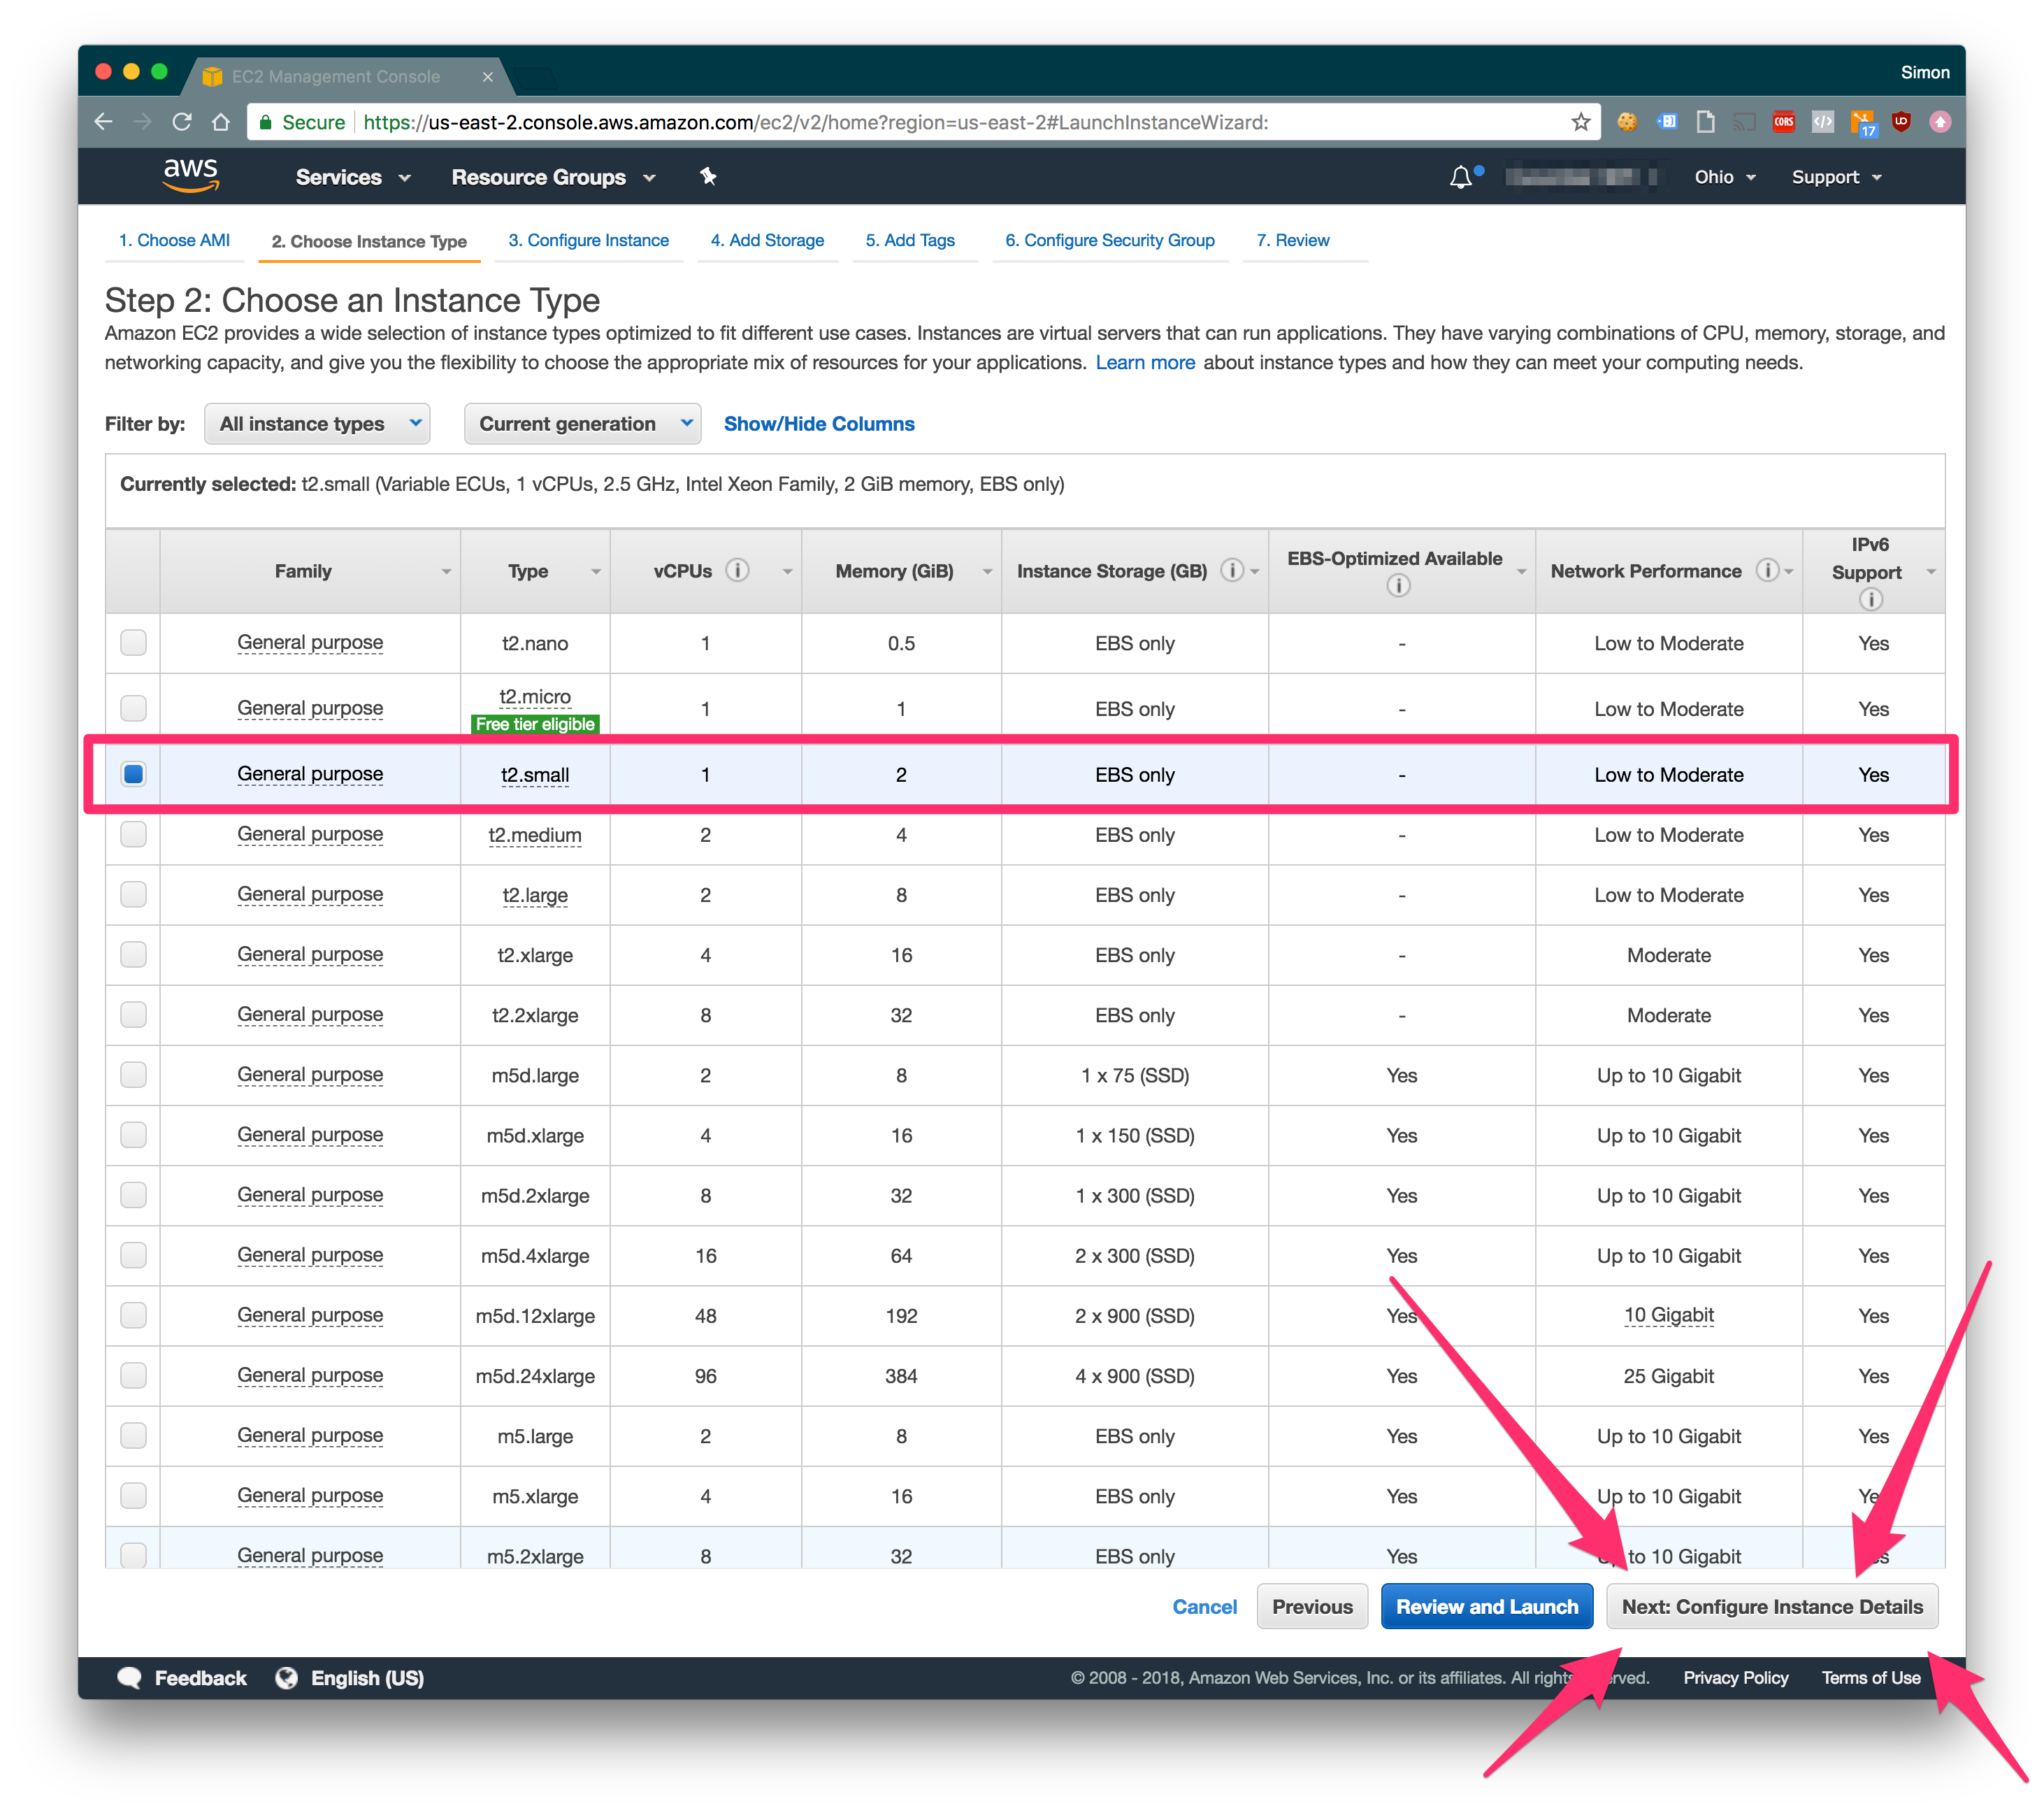 EC2 Management Console
Simon
Secure https://us-east-2.console.aws.amazon.com/ec2/v2/home?region=us-east-2#LaunchInstanceWizard:
CORS
17
aws Services Resource Groups Ohio Support
1. Choose AMI 2. Choose Instance Type 3. Configure Instance 4. Add Storage 5. Add Tags 6. Configure Security Group 7. Review
Step 2: Choose an Instance Type
Amazon EC2 provides a wide selection of instance types optimized to fit different use cases. Instances are virtual servers that can run applications. They have varying combinations of CPU, memory, storage, and
networking capacity, and give you the flexibility to choose the appropriate mix of resources for your applications. Learn more about instance types and how they can meet your computing needs.
Filter by: All instance types Current generation Show/Hide Columns
Currently selected: t2.small (Variable ECUs, 1 vCPUs, 2.5 GHz, Intel Xeon Family, 2 GiB memory, EBS only)
Family Type vCPUs Memory (GiB) Instance Storage (GB) EBS-Optimized Available Network Performance IPv6 Support
General purpose t2.nano 1 0.5 EBS only - Low to Moderate Yes
General purpose t2.micro 1 1 EBS only - Low to Moderate Yes
Free tier eligible
General purpose t2.small 1 2 EBS only - Low to Moderate Yes
General purpose t2.medium 2 4 EBS only - Low to Moderate Yes
General purpose t2.large 2 8 EBS only - Low to Moderate Yes
General purpose t2.xlarge 4 16 EBS only - Moderate Yes
General purpose t2.2xlarge 8 32 EBS only - Moderate Yes
General purpose m5d.large 2 8 1 x 75 (SSD) Yes Up to 10 Gigabit Yes
General purpose m5d.xlarge 4 16 1 x 150 (SSD) Yes Up to 10 Gigabit Yes
General purpose m5d.2xlarge 8 32 1 x 300 (SSD) Yes Up to 10 Gigabit Yes
General purpose m5d.4xlarge 16 64 2 x 300 (SSD) Yes Up to 10 Gigabit Yes
General purpose m5d.12xlarge 48 192 2 x 900 (SSD) Yes 10 Gigabit Yes
General purpose m5d.24xlarge 96 384 4 x 900 (SSD) Yes 25 Gigabit Yes
General purpose m5.large 2 8 EBS only Yes Up to 10 Gigabit Yes
General purpose m5.xlarge 4 16 EBS only Yes Up to 10 Gigabit Yes
General purpose m5.2xlarge 8 32 EBS only Yes Up to 10 Gigabit Yes
Cancel Previous Review and Launch Next: Configure Instance Details
Feedback English (US) © 2008 - 2018, Amazon Web Services, Inc. or its affiliates. All rights reserved. Privacy Policy Terms of Use